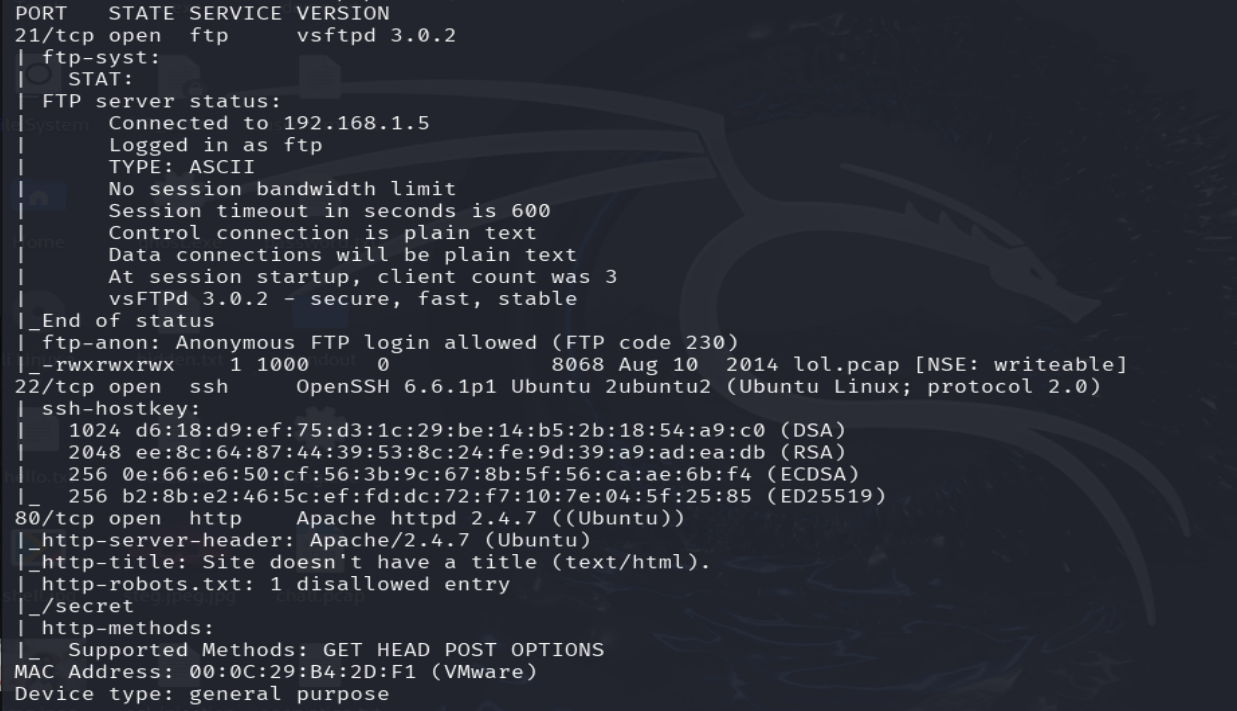 PORT   STATE SERVICE VERSION
21/tcp open  ftp     vsftpd 3.0.2
| ftp-syst:
|   STAT:
| FTP server status:
|      Connected to 192.168.1.5
|      Logged in as ftp
|      TYPE: ASCII
|      No session bandwidth limit
|      Session timeout in seconds is 600
|      Control connection is plain text
|      Data connections will be plain text
|      At session startup, client count was 3
|      vsFTPd 3.0.2 - secure, fast, stable
|_End of status
| ftp-anon: Anonymous FTP login allowed (FTP code 230)
|_-rwxrwxrwx    1 1000     0            8068 Aug 10  2014 lol.pcap [NSE: writeable]
22/tcp open  ssh     OpenSSH 6.6.1p1 Ubuntu 2ubuntu2 (Ubuntu Linux; protocol 2.0)
| ssh-hostkey:
|   1024 d6:18:d9:ef:75:d3:1c:29:be:14:b5:2b:18:54:a9:c0 (DSA)
|   2048 ee:8c:64:87:44:39:53:8c:24:fe:9d:39:a9:ad:ea:db (RSA)
|   256 0e:66:e6:50:cf:56:3b:9c:67:8b:5f:56:ca:ae:6b:f4 (ECDSA)
|_  256 b2:8b:e2:46:5c:ef:fd:dc:72:f7:10:7e:04:5f:25:85 (ED25519)
80/tcp open  http    Apache httpd 2.4.7 ((Ubuntu))
|_http-server-header: Apache/2.4.7 (Ubuntu)
|_http-title: Site doesn't have a title (text/html).
| http-robots.txt: 1 disallowed entry
|_/secret
| http-methods:
|_  Supported Methods: GET HEAD POST OPTIONS
MAC Address: 00:0C:29:B4:2D:F1 (VMware)
Device type: general purpose